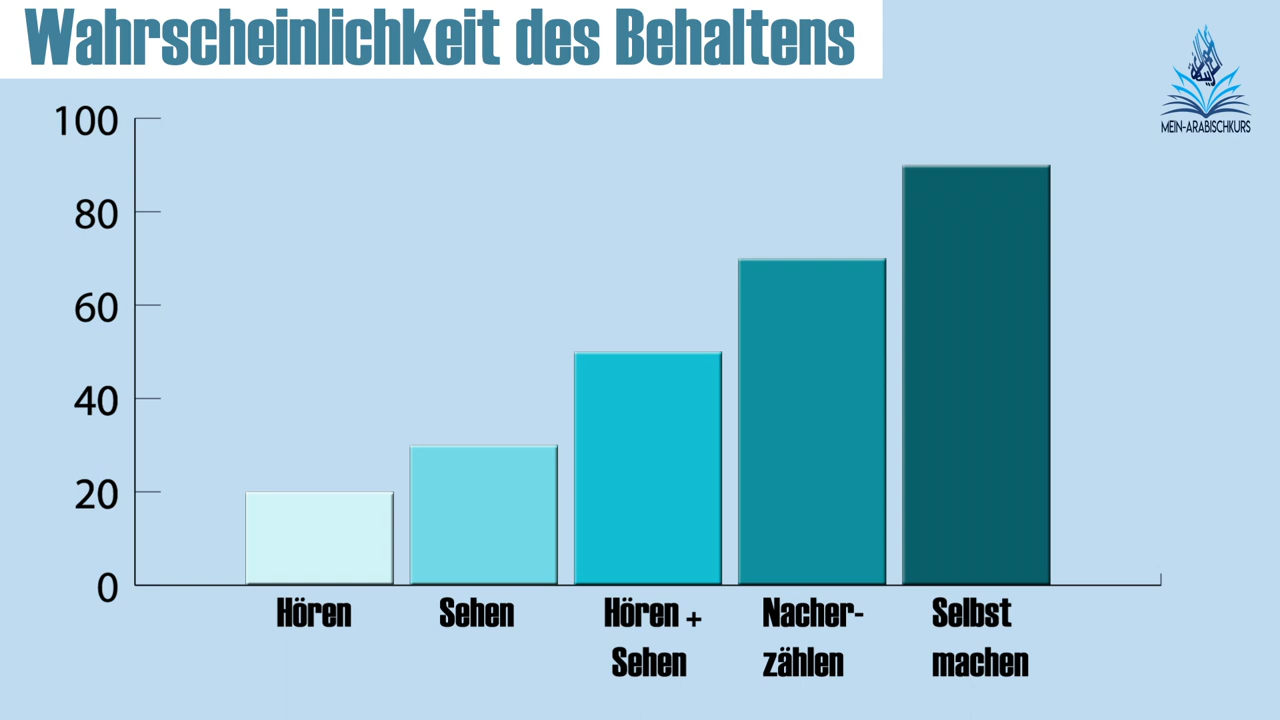 Wahrscheinlichkeit des Behaltens
MEIN-ARABISCHKURS
100
80
60
40
20
0
Hören
Sehen
Hören +
Sehen
Nacher-
zählen
Selbst
machen